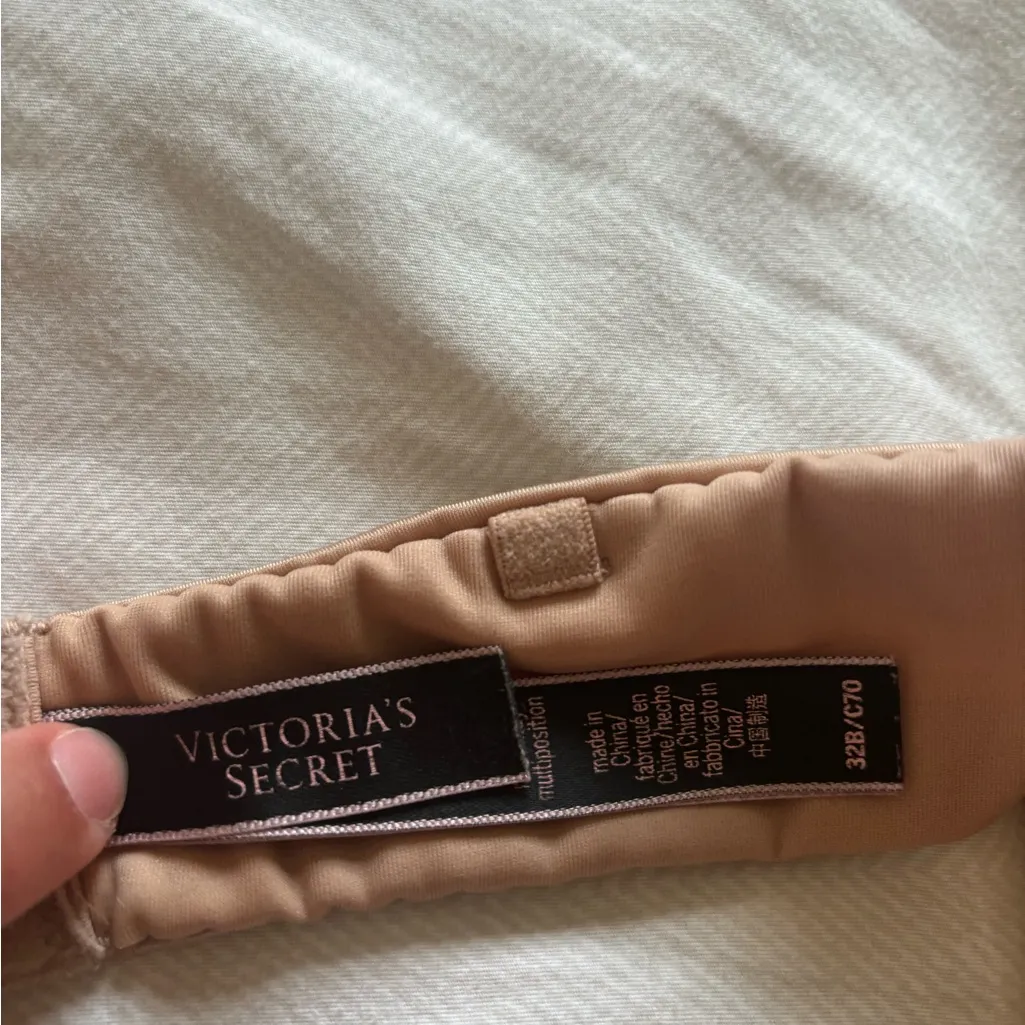 VICTORIA'S
SECRET
multiposition
made in
China/
fabriqué en
Chine/hecho
en China/
fabbricato in
Cina/
中国制造
32B/C70